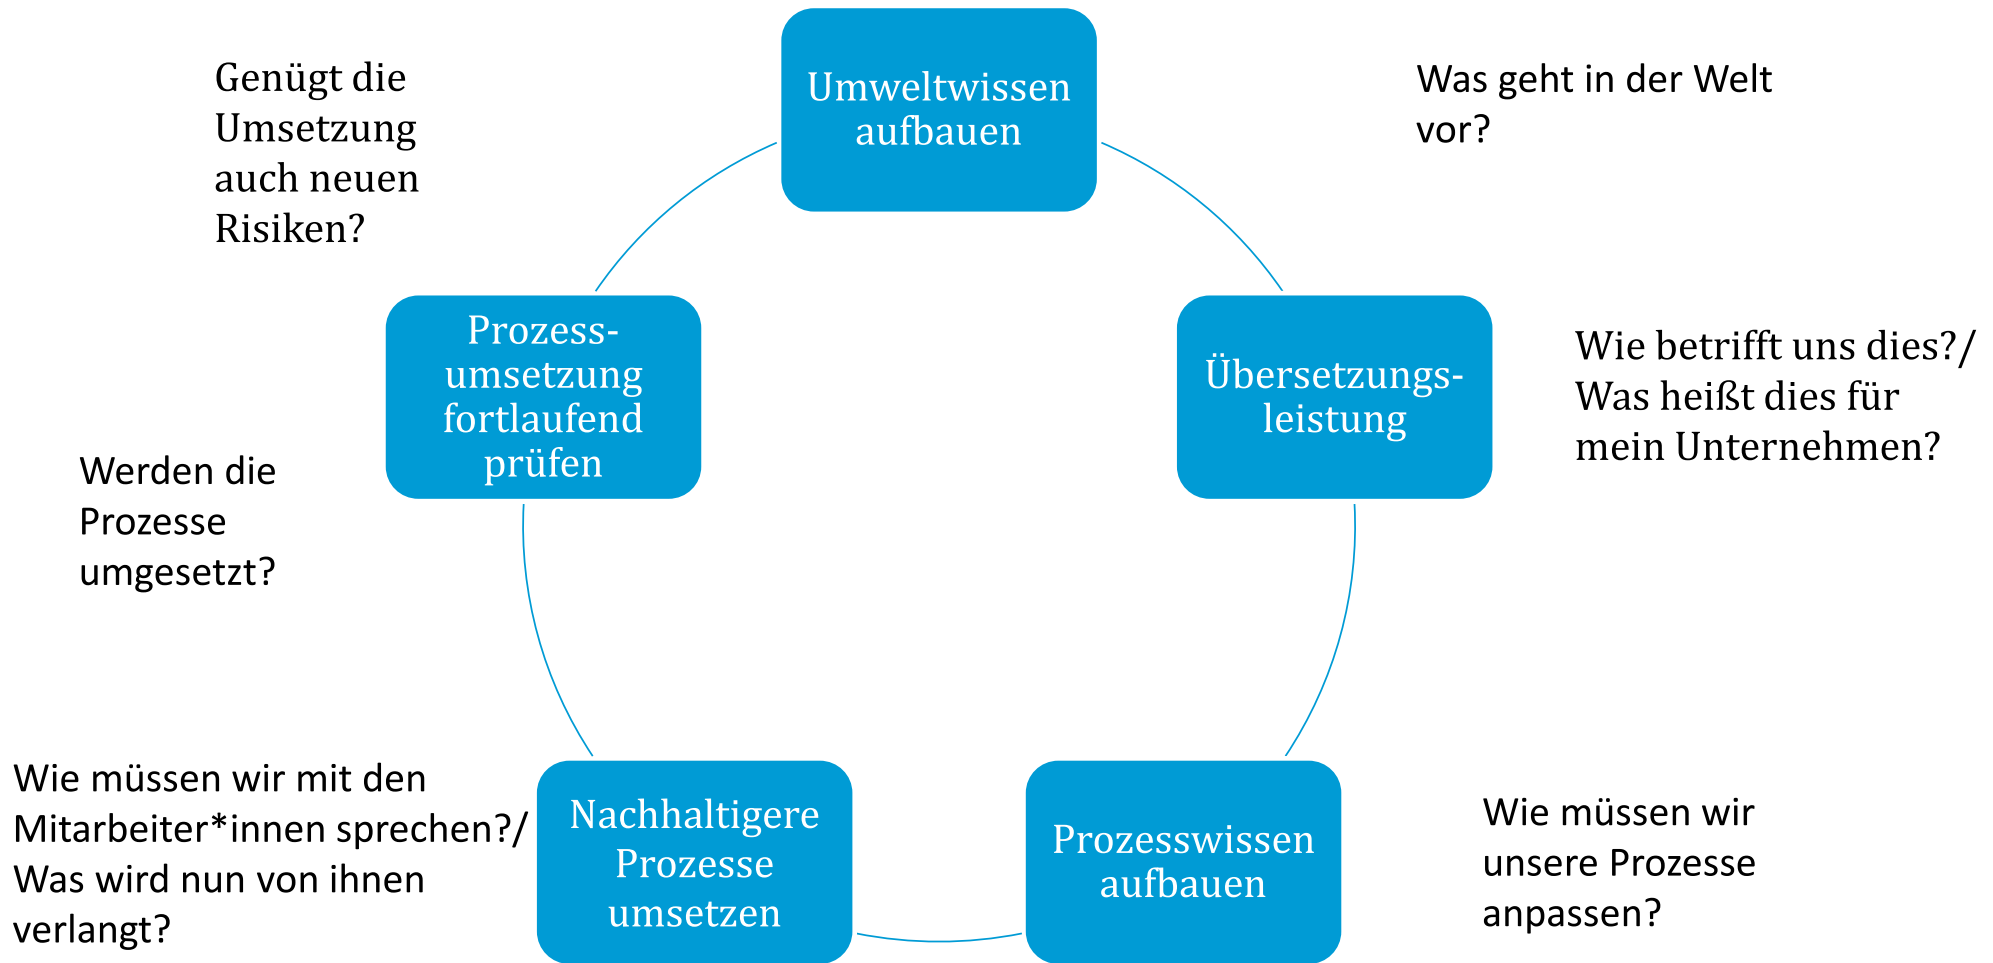 Umweltwissen
aufbauen
Was geht in der Welt
vor?
Übersetzungs-
leistung
Wie betrifft uns dies?/
Was heißt dies für
mein Unternehmen?
Prozesswissen
aufbauen
Wie müssen wir
unsere Prozesse
anpassen?
Nachhaltigere
Prozesse
umsetzen
Wie müssen wir mit den
Mitarbeiter*innen sprechen?/
Was wird nun von ihnen
verlangt?
Prozess-
umsetzung
fortlaufend
prüfen
Werden die
Prozesse
umgesetzt?
Genügt die
Umsetzung
auch neuen
Risiken?